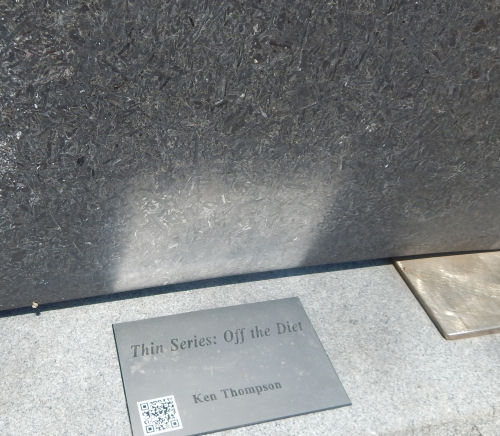 Thin Series: Off the Diet
Ken Thompson